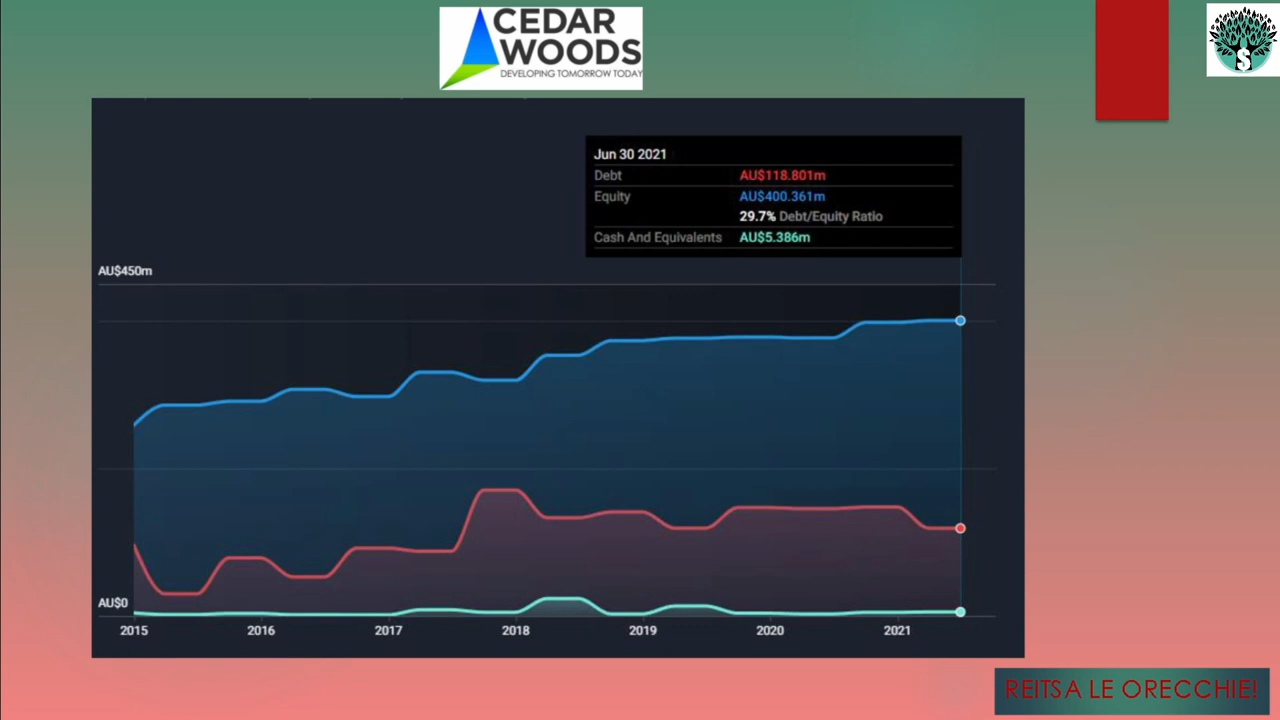 CEDAR
WOODS
DEVELOPING TOMORROW TODAY
$
Jun 30 2021
Debt AU$118.801m
Equity AU$400.361m
29.7% Debt/Equity Ratio
Cash And Equivalents AU$5.386m
AU$450m
AU$0
2015 2016 2017 2018 2019 2020 2021
REITSA LE ORECCHIE!